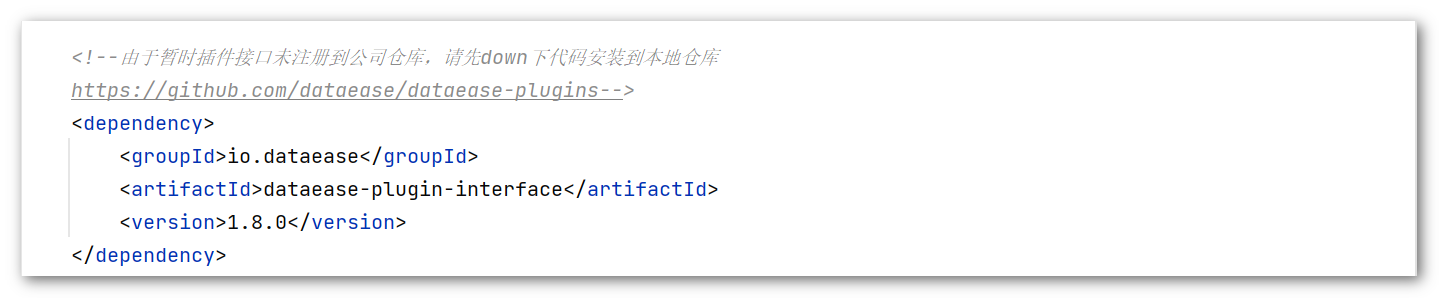 <!--由于暂时插件接口未注册到公司仓库，请先down下代码安装到本地仓库
https://github.com/dataease/dataease-plugins-->
<dependency>
    <groupId>io.dataease</groupId>
    <artifactId>dataease-plugin-interface</artifactId>
    <version>1.8.0</version>
</dependency>